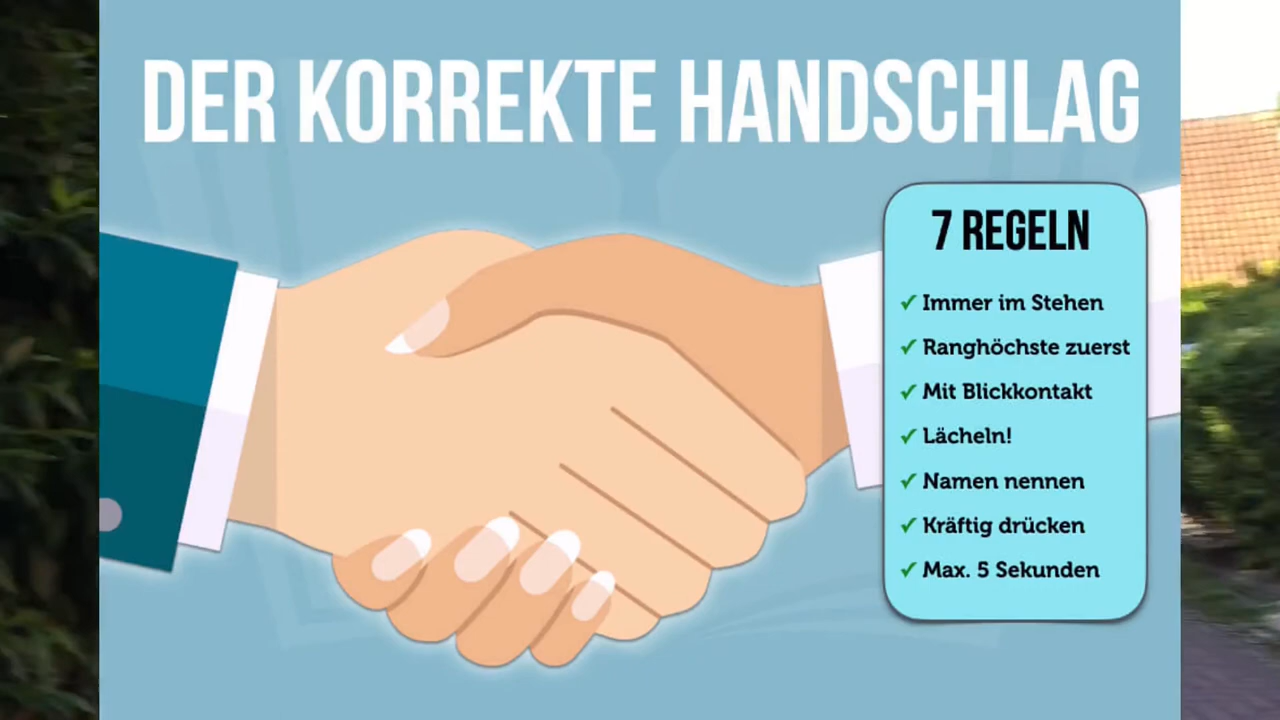 DER KORREKTE HANDSCHLAG
7 REGELN
✓ Immer im Stehen
✓ Ranghöchste zuerst
✓ Mit Blickkontakt
✓ Lächeln!
✓ Namen nennen
✓ Kräftig drücken
✓ Max. 5 Sekunden